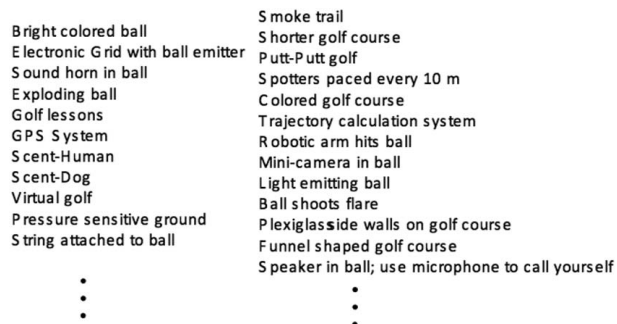 Bright colored ball
Electronic Grid with ball emitter
Sound horn in ball
Exploding ball
Golf lessons
GPS System
Scent-Human
Scent-Dog
Virtual golf
Pressure sensitive ground
String attached to ball
Smoke trail
Shorter golf course
Putt-Putt golf
Spotters paced every 10 m
Colored golf course
Trajectory calculation system
Robotic arm hits ball
Mini-camera in ball
Light emitting ball
Ball shoots flare
Plexiglass side walls on golf course
Funnel shaped golf course
Speaker in ball; use microphone to call yourself